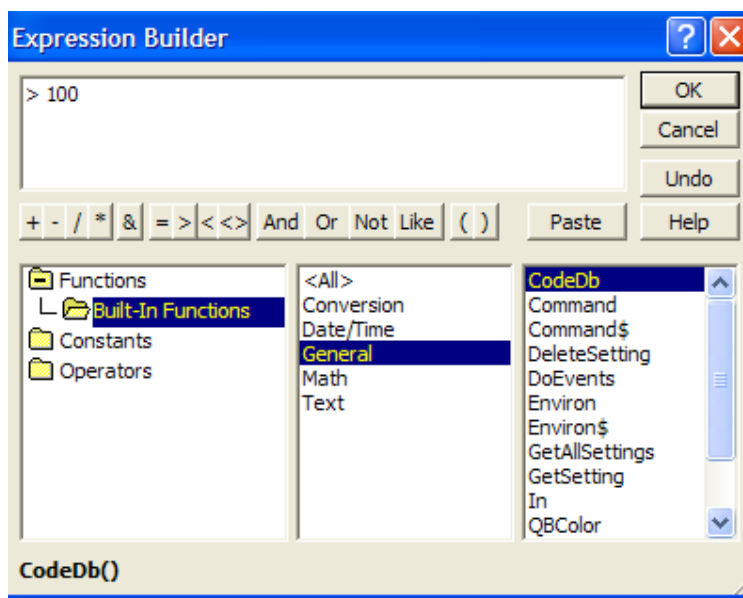 Expression Builder
?
> 100
OK
Cancel
Undo
+ - / * & = > < <> And Or Not Like ( ) Paste Help
Functions
Built-In Functions
Constants
Operators
<All>
Conversion
Date/Time
General
Math
Text
CodeDb
Command
Command$
DeleteSetting
DoEvents
Environ
Environ$
GetAllSettings
GetSetting
In
QBColor
CodeDb()